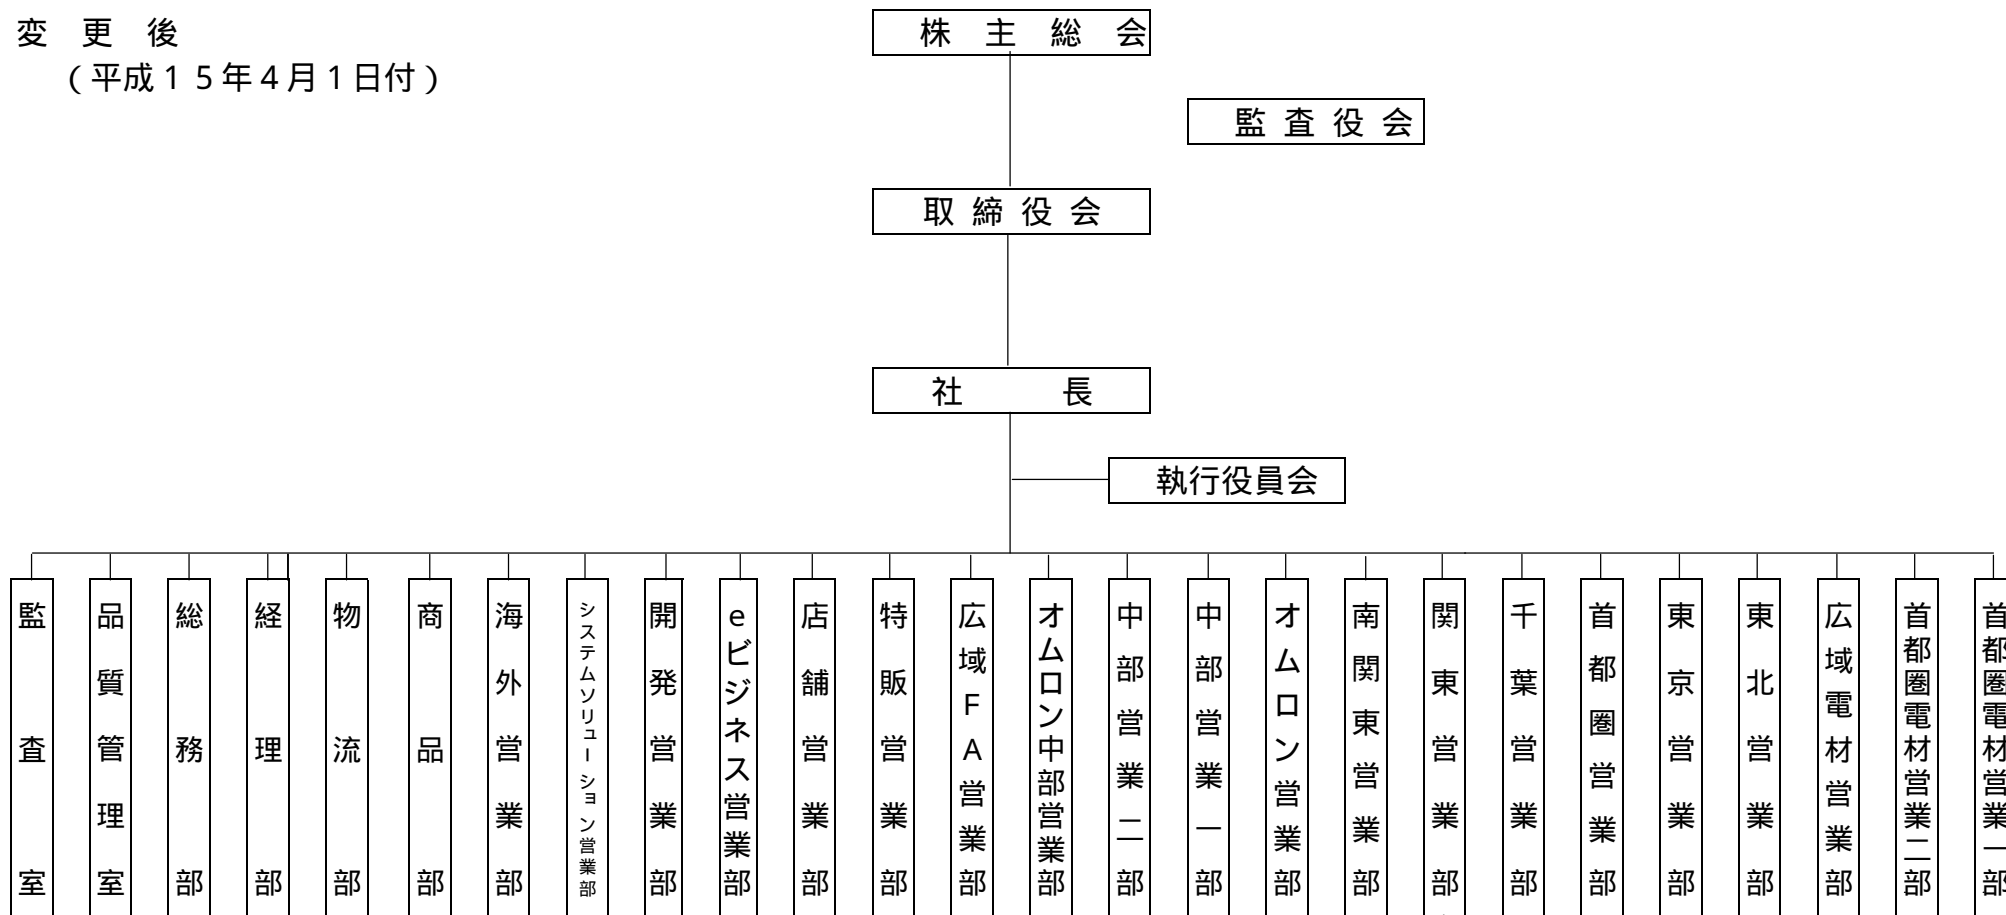 変更後
(平成15年4月1日付)
株主総会
監査役会
取締役会
社長
執行役員会
監査室
品質管理室
総務部
経理部
物流部
商品部
海外営業部
システムソリューション営業部
開発営業部
eビジネス営業部
店舗営業部
特販営業部
広域FA営業部
オムロン中部営業部
中部営業二部
中部営業一部
オムロン営業部
南関東営業部
関東営業部
千葉営業部
首都圏営業部
東京営業部
東北営業部
広域電材営業部
首都圏電材営業二部
首都圏電材営業一部